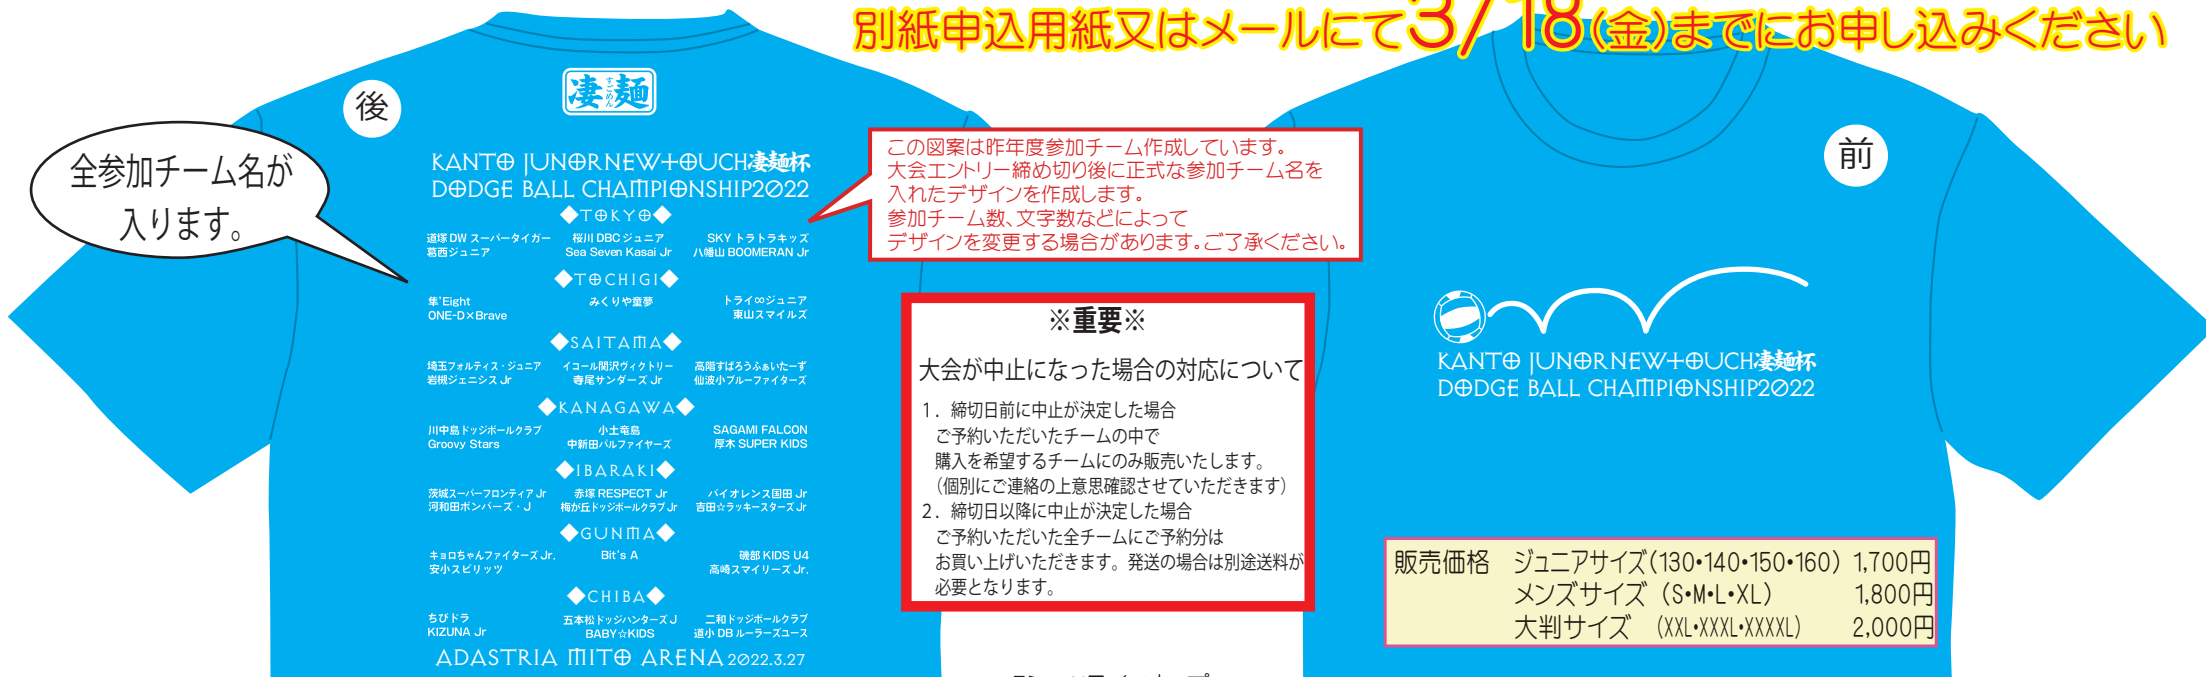 別紙申込用紙又はメールにて3/18(金)までにお申し込みください
後
凄麺
すごめん
全参加チーム名が
入ります。
KANTO JUNORNEWTOUCH凄麺杯
DODGE BALL CHAMPIONSHIP2022
◆TOKYO◆
道塚 DW スーパータイガー 桜川 DBC ジュニア SKY トラトラキッズ
葛西ジュニア Sea Seven Kasai Jr 八幡山 BOOMERAN Jr
◆TOCHIGI◆
隼'Eight みくりや童夢 トライ∞ジュニア
ONE-D×Brave 東山スマイルズ
◆SAITAMA◆
埼玉フォルティス・ジュニア イコール関沢ヴィクトリー 高階すばろうふぁいたーず
岩槻ジェニシス Jr 寺尾サンダーズ Jr 仙波小ブルーファイターズ
◆KANAGAWA◆
川中島ドッジボールクラブ 小土竜島 SAGAMI FALCON
Groovy Stars 中新田パルファイヤーズ 厚木 SUPER KIDS
◆IBARAKI◆
茨城スーパーフロンティア Jr 赤塚 RESPECT Jr バイオレンス国田 Jr
河和田ボンバーズ・J 梅が丘ドッジボールクラブ Jr 吉田☆ラッキースターズ Jr
◆GUNMA◆
キョロちゃんファイターズ Jr. Bit's A 磯部 KIDS U4
安小スピリッツ 高崎スマイリーズ Jr.
◆CHIBA◆
ちびドラ 五本松ドッジハンターズ J 二和ドッジボールクラブ
KIZUNA Jr BABY☆KIDS 道小 DB ルーラーズユース
ADASTRIA MITO ARENA 2022.3.27
この図案は昨年度参加チーム作成しています。
大会エントリー締め切り後に正式な参加チーム名を
入れたデザインを作成します。
参加チーム数、文字数などによって
デザインを変更する場合があります。ご了承ください。
※重要※
大会が中止になった場合の対応について
1．締切日前に中止が決定した場合
ご予約いただいたチームの中で
購入を希望するチームにのみ販売いたします。
（個別にご連絡の上意思確認させていただきます）
2．締切日以降に中止が決定した場合
ご予約いただいた全チームにご予約分は
お買い上げいただきます。発送の場合は別途送料が
必要となります。
前
KANTO JUNORNEWTOUCH凄麺杯
DODGE BALL CHAMPIONSHIP2022
販売価格 ジュニアサイズ(130・140・150・160) 1,700円
メンズサイズ (S・M・L・XL) 1,800円
大判サイズ (XXL・XXXL・XXXXL) 2,000円